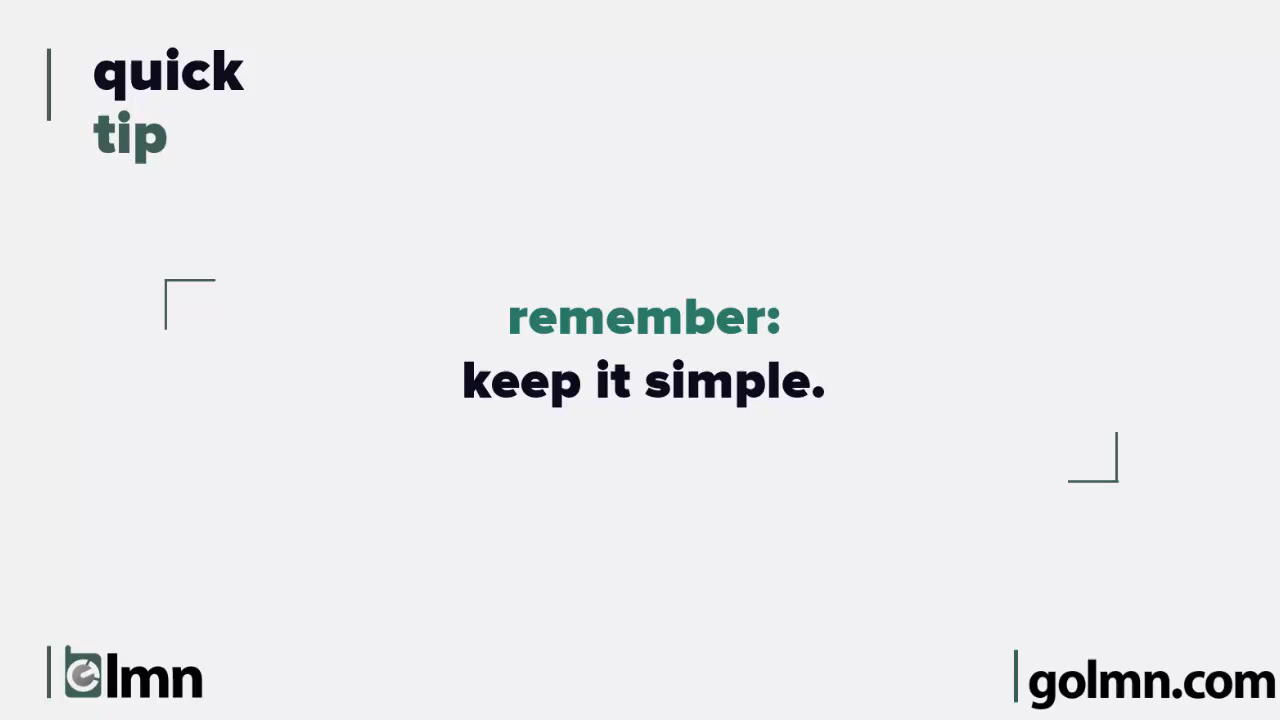 quick
tip
remember:
keep it simple.
lmn
golmn.com